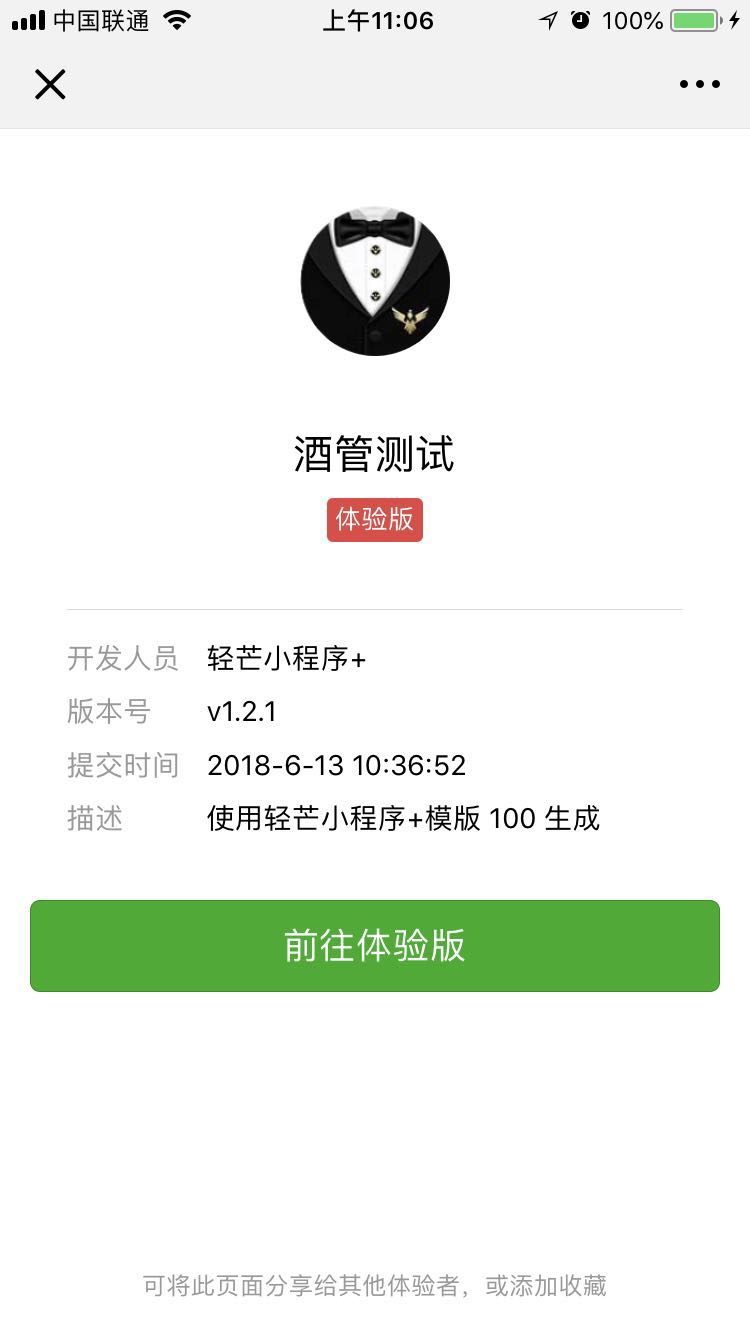 中国联通 上午11:06 100%
酒管测试
体验版
开发人员 轻芒小程序+
版本号 v1.2.1
提交时间 2018-6-13 10:36:52
描述 使用轻芒小程序+模版 100 生成
前往体验版
可将此页面分享给其他体验者，或添加收藏